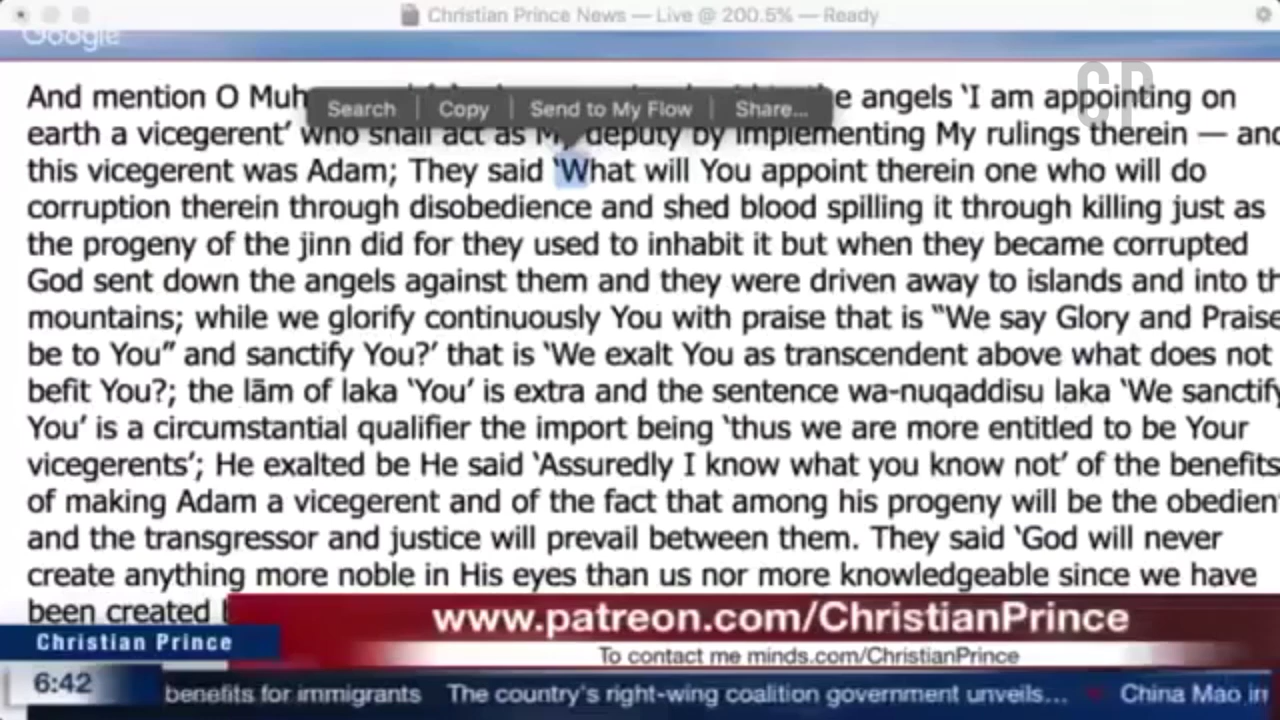 Christian Prince News — Live @ 200.5% — Ready
Google
CP
Search Copy Send to My Flow Share...
And mention O the angels ‘I am appointing on
earth a vicegerent’ who shall act as deputy by implementing My rulings therein — and
this vicegerent was Adam; They said ‘What will You appoint therein one who will do
corruption therein through disobedience and shed blood spilling it through killing just as
the progeny of the jinn did for they used to inhabit it but when they became corrupted
God sent down the angels against them and they were driven away to islands and into th
mountains; while we glorify continuously You with praise that is “We say Glory and Praise
be to You” and sanctify You?’ that is ‘We exalt You as transcendent above what does not
befit You?; the lām of laka ‘You’ is extra and the sentence wa-nuqaddisu laka ‘We sanctify
You’ is a circumstantial qualifier the import being ‘thus we are more entitled to be Your
vicegerents’; He exalted be He said ‘Assuredly I know what you know not’ of the benefits
of making Adam a vicegerent and of the fact that among his progeny will be the obedient
and the transgressor and justice will prevail between them. They said ‘God will never
create anything more noble in His eyes than us nor more knowledgeable since we have
been created
www.patreon.com/ChristianPrince
Christian Prince
To contact me minds.com/ChristianPrince
6:42 benefits for immigrants The country's right-wing coalition government unveils... China Mao in